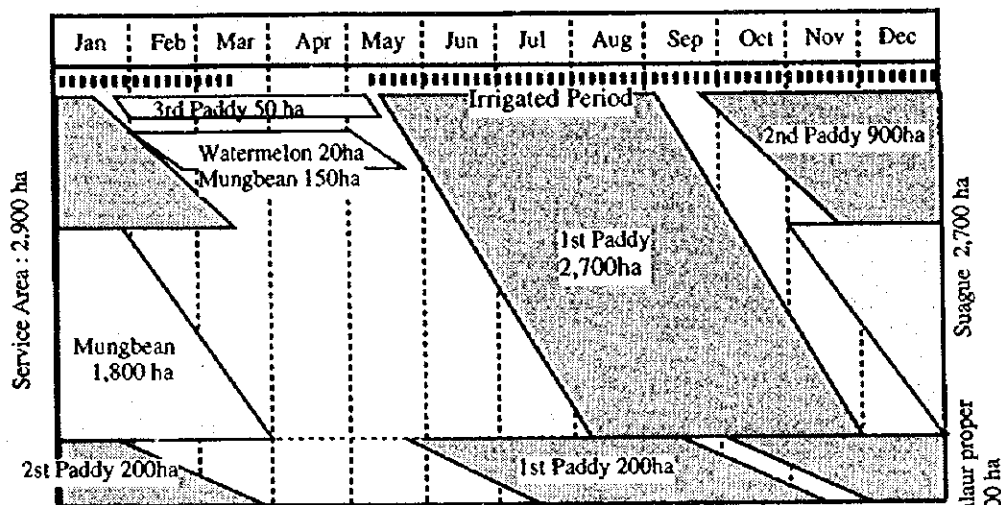 Jan Feb Mar Apr May Jun Jul Aug Sep Oct Nov Dec
Irrigated Period
3rd Paddy 50 ha
2nd Paddy 900ha
Watermelon 20ha
Mungbean 150ha
1st Paddy
2,700ha
Mungbean
1,800 ha
2st Paddy 200ha
1st Paddy 200ha
Service Area : 2,900 ha
Suague 2,700 ha
proper
ha